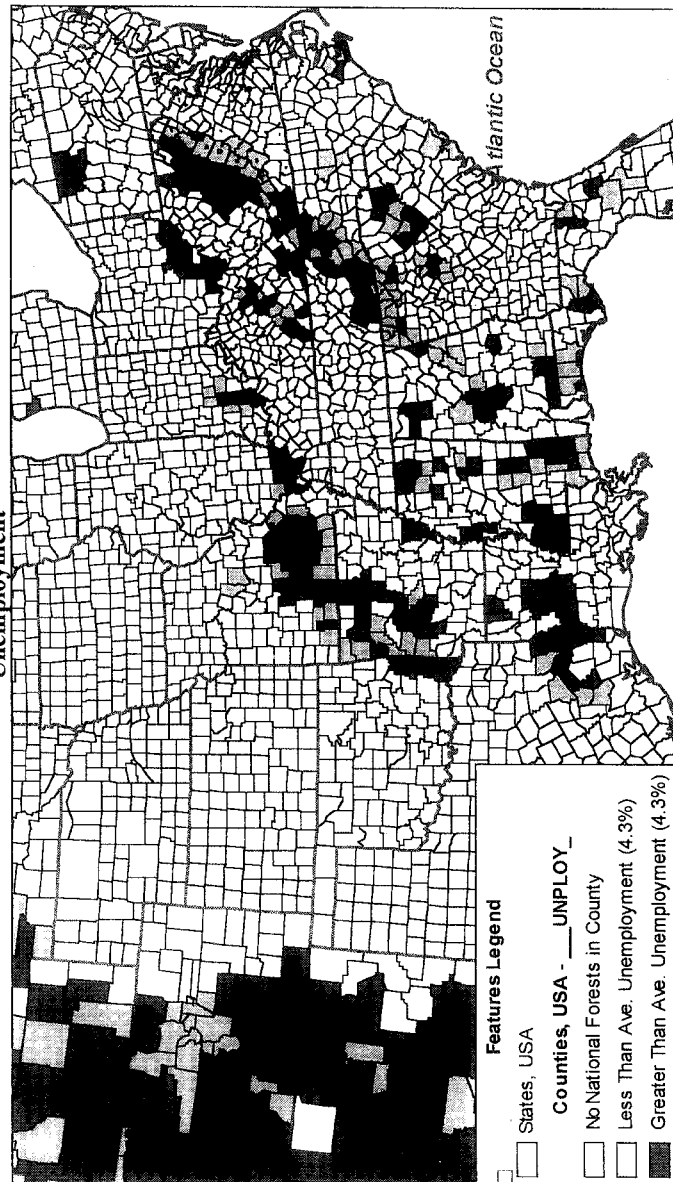 Unemployment
Atlantic Ocean
Features Legend
States, USA
Counties, USA - ___UNPLOY_
No National Forests in County
Less Than Ave. Unemployment (4.3%)
Greater Than Ave. Unemployment (4.3%)